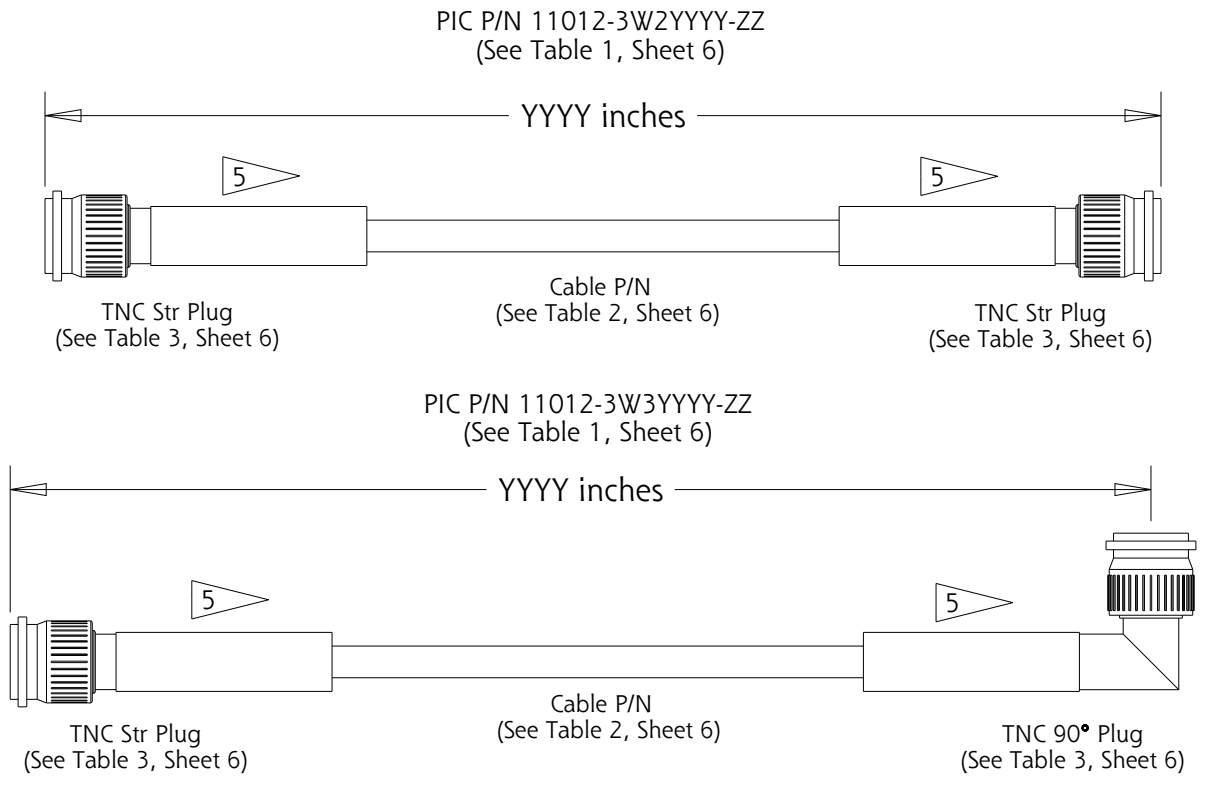 PIC P/N 11012-3W2YYYY-ZZ
(See Table 1, Sheet 6)
YYYY inches
5
5
TNC Str Plug
(See Table 3, Sheet 6)
Cable P/N
(See Table 2, Sheet 6)
TNC Str Plug
(See Table 3, Sheet 6)
PIC P/N 11012-3W3YYYY-ZZ
(See Table 1, Sheet 6)
YYYY inches
5
5
TNC Str Plug
(See Table 3, Sheet 6)
Cable P/N
(See Table 2, Sheet 6)
TNC 90° Plug
(See Table 3, Sheet 6)